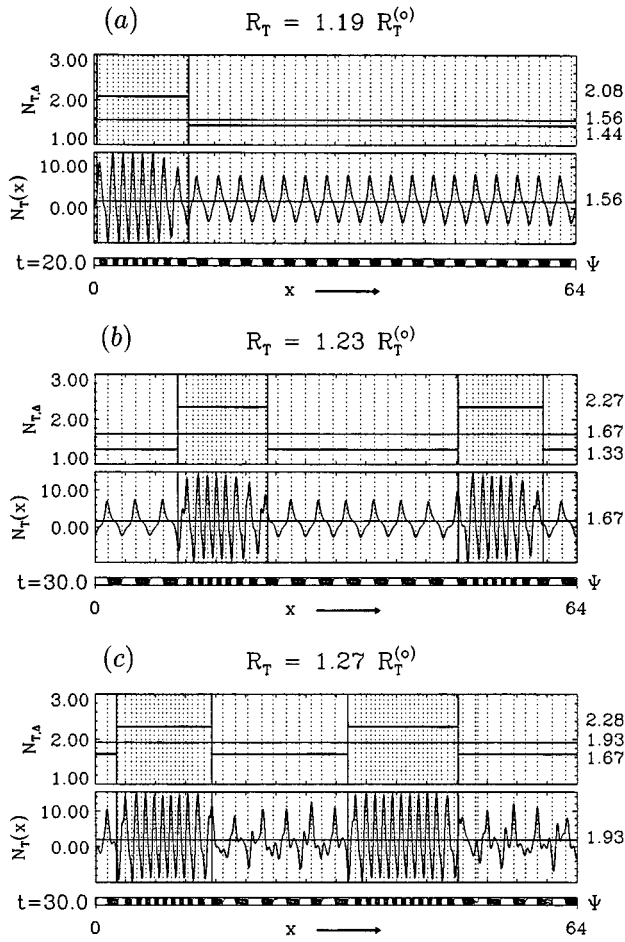 (a) R_T = 1.19 R_T^(o)
N_T,Δ
3.00
2.00
1.00
2.08
1.56
1.44
N_T(x)
10.00
0.00
1.56
t=20.0
Ψ
0 x 64
(b) R_T = 1.23 R_T^(o)
N_T,Δ
3.00
2.00
1.00
2.27
1.67
1.33
N_T(x)
10.00
0.00
1.67
t=30.0
Ψ
0 x 64
(c) R_T = 1.27 R_T^(o)
N_T,Δ
3.00
2.00
1.00
2.28
1.93
1.67
N_T(x)
10.00
0.00
1.93
t=30.0
Ψ
0 x 64